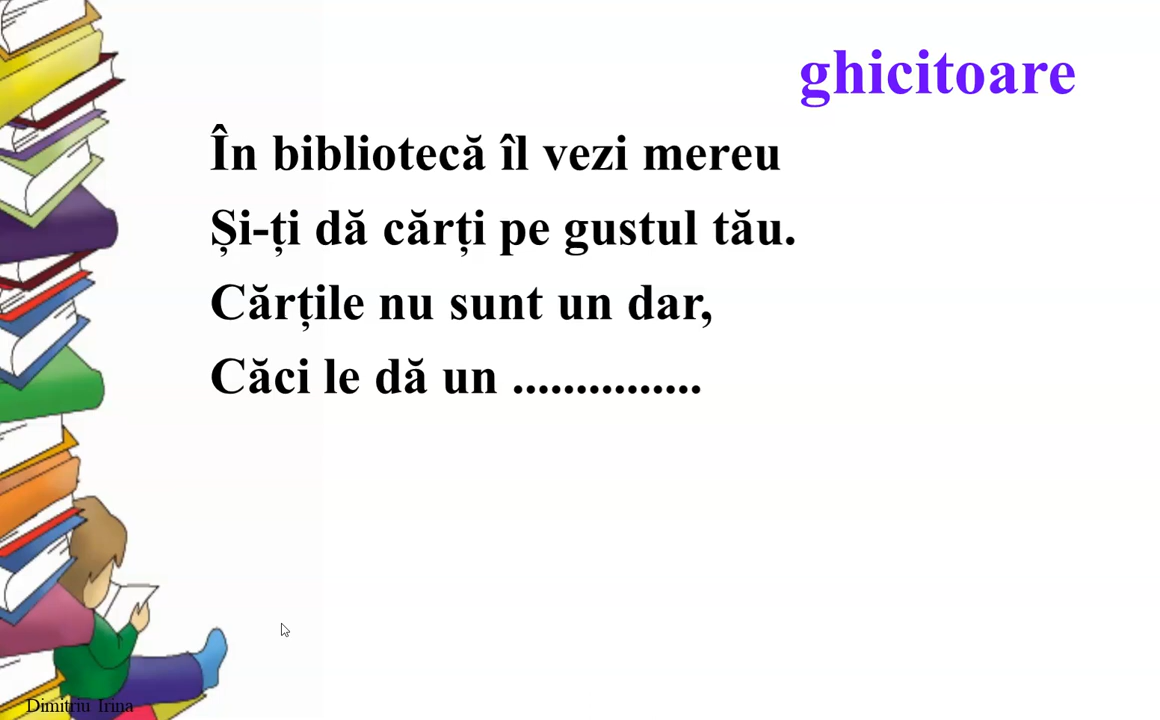 ghicitoare
În bibliotecă îl vezi mereu
Și-ți dă cărți pe gustul tău.
Cărțile nu sunt un dar,
Căci le dă un ...............
Dimitriu Irina